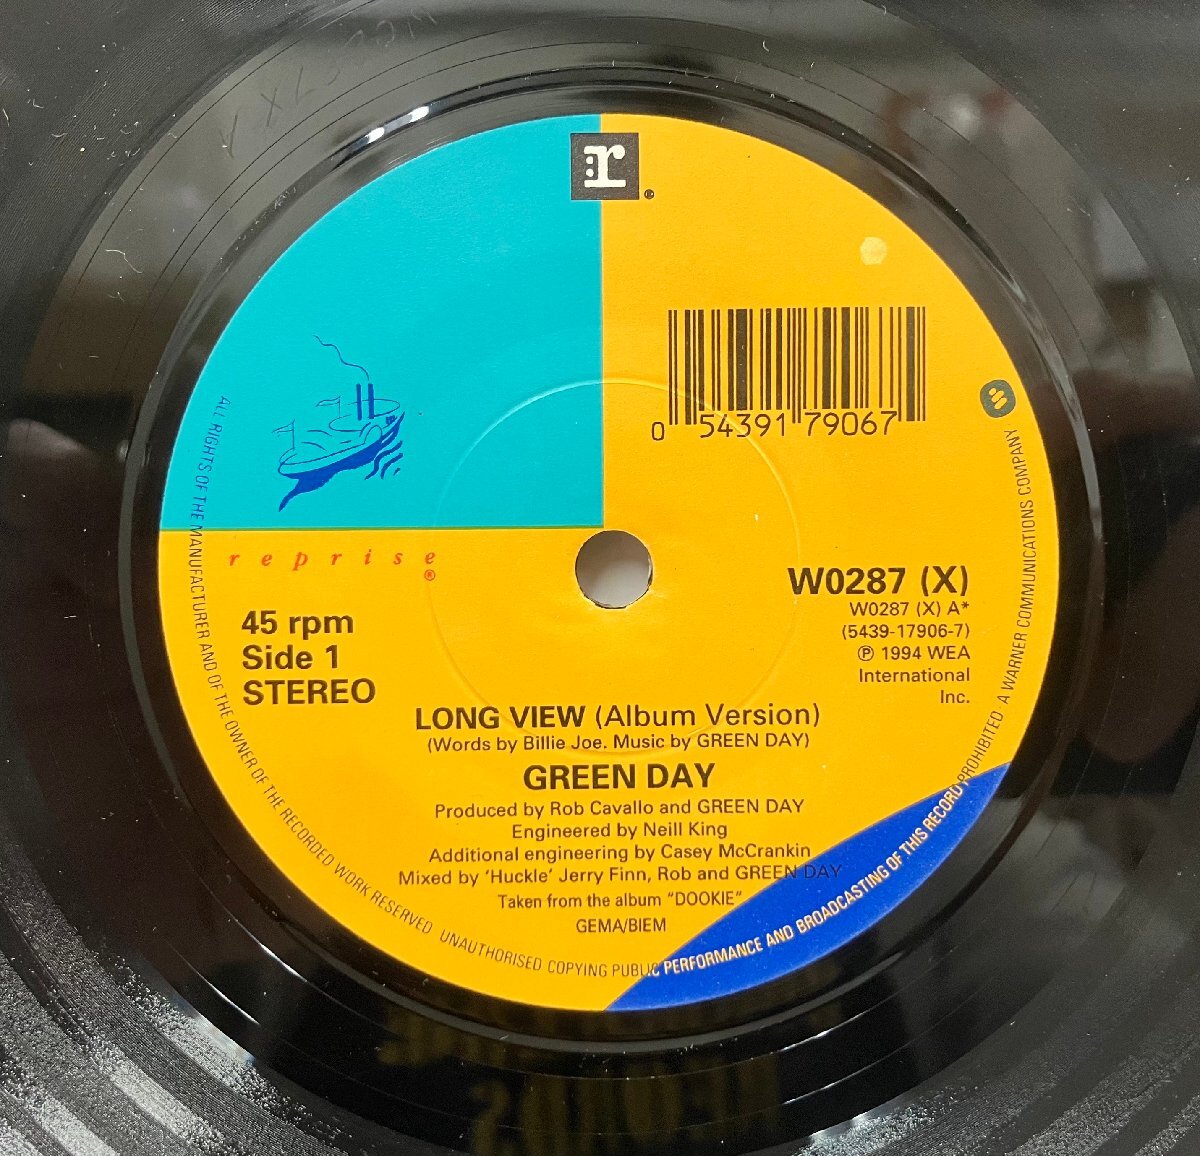 r
®
0 54391 79067
reprise
®
45 rpm
Side 1
STEREO
W0287 (X)
W0287 (X) A*
(5439-17906-7)
℗ 1994 WEA
International
Inc.
LONG VIEW (Album Version)
(Words by Billie Joe. Music by GREEN DAY)
GREEN DAY
Produced by Rob Cavallo and GREEN DAY
Engineered by Neill King
Additional engineering by Casey McCrankin
Mixed by 'Huckle' Jerry Finn, Rob and GREEN DAY
Taken from the album "DOOKIE"
GEMA/BIEM
ALL RIGHTS OF THE MANUFACTURER AND OF THE OWNER OF THE RECORDED WORK RESERVED UNAUTHORISED COPYING PUBLIC PERFORMANCE AND BROADCASTING OF THIS RECORD PROHIBITED · A WARNER COMMUNICATIONS COMPANY